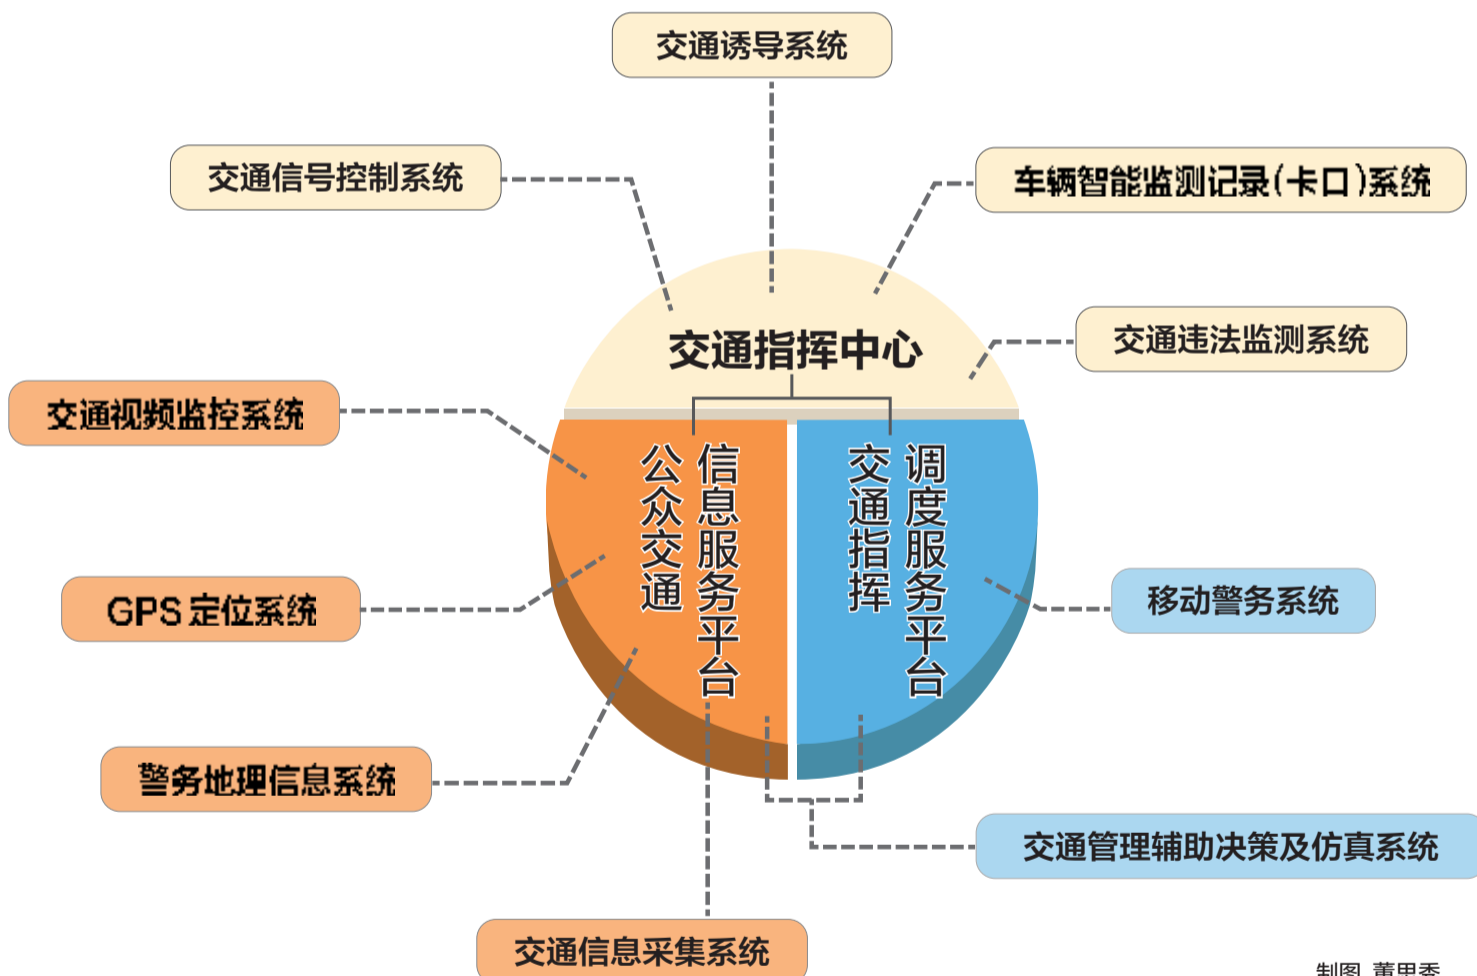 交通诱导系统
交通信号控制系统
车辆智能监测记录(卡口)系统
交通违法监测系统
交通指挥中心
交通视频监控系统
公众交通
信息服务平台
交通指挥
调度服务平台
GPS 定位系统
移动警务系统
警务地理信息系统
交通管理辅助决策及仿真系统
交通信息采集系统
制图